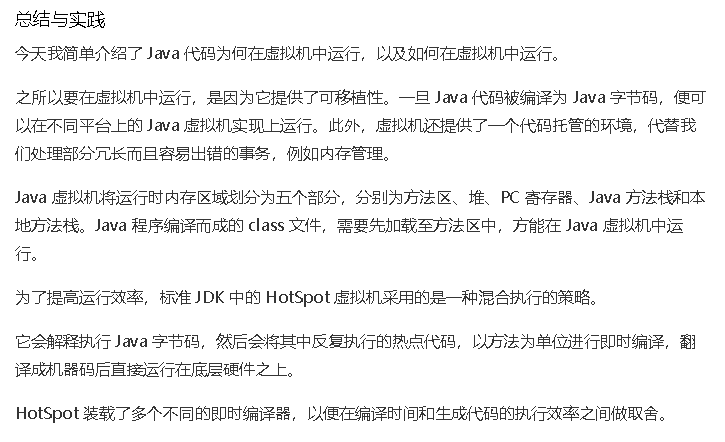 总结与实践
今天我简单介绍了 Java 代码为何在虚拟机中运行，以及如何在虚拟机中运行。
之所以要在虚拟机中运行，是因为它提供了可移植性。一旦 Java 代码被编译为 Java 字节码，便可
以在不同平台上的 Java 虚拟机实现上运行。此外，虚拟机还提供了一个代码托管的环境，代替我
们处理部分冗长而且容易出错的事务，例如内存管理。
Java 虚拟机将运行时内存区域划分为五个部分，分别为方法区、堆、PC 寄存器、Java 方法栈和本
地方法栈。Java 程序编译而成的 class 文件，需要先加载至方法区中，方能在 Java 虚拟机中运
行。
为了提高运行效率，标准 JDK 中的 HotSpot 虚拟机采用的是一种混合执行的策略。
它会解释执行 Java 字节码，然后会将其中反复执行的热点代码，以方法为单位进行即时编译，翻
译成机器码后直接运行在底层硬件之上。
HotSpot 装载了多个不同的即时编译器，以便在编译时间和生成代码的执行效率之间做取舍。